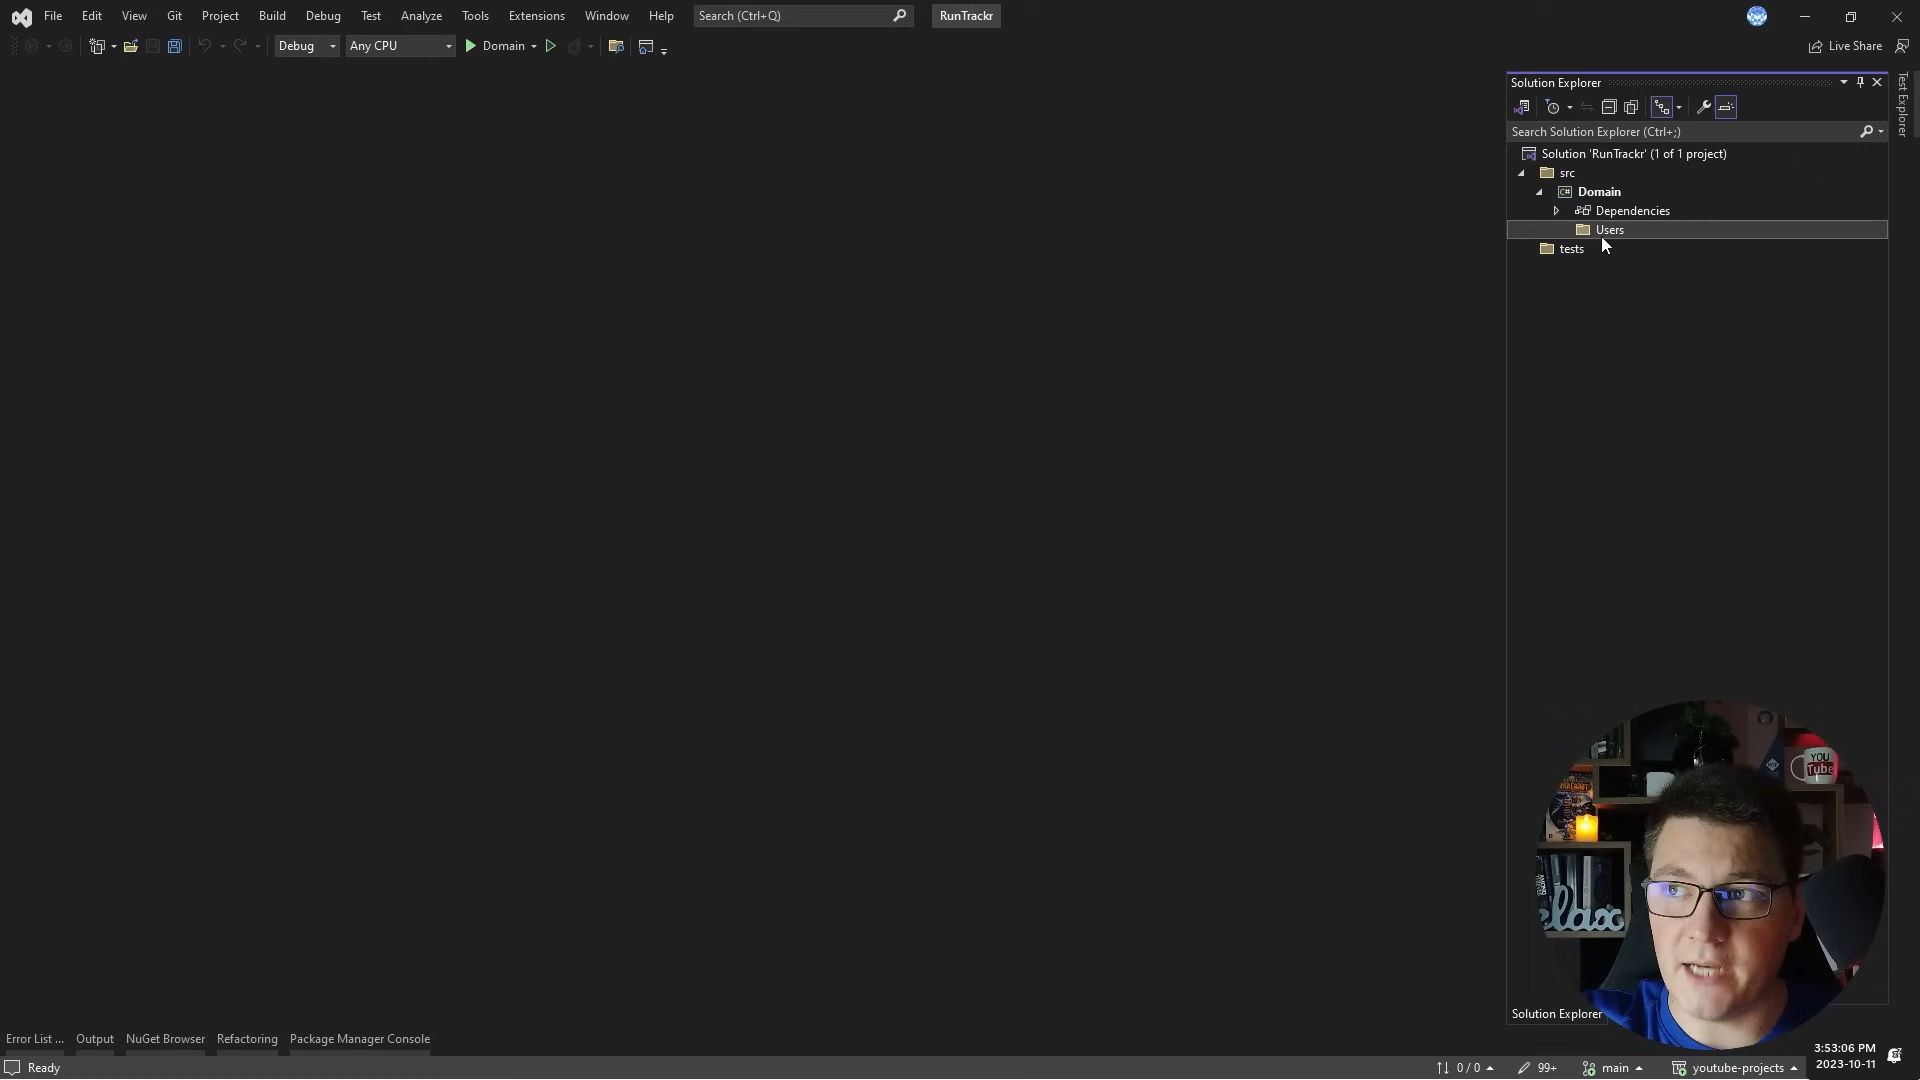 File Edit View Git Project Build Debug Test Analyze Tools Extensions Window Help Search (Ctrl+Q) RunTrackr
Debug Any CPU Domain Live Share
Solution Explorer
Test Explorer
Search Solution Explorer (Ctrl+;)
Solution 'RunTrackr' (1 of 1 project)
src
C# Domain
Dependencies
Users
tests
YOU
Tube
elax
Solution Explorer
Error List ... Output NuGet Browser Refactoring Package Manager Console
Ready 0 / 0 99+ main youtube-projects
3:53:06 PM
2023-10-11